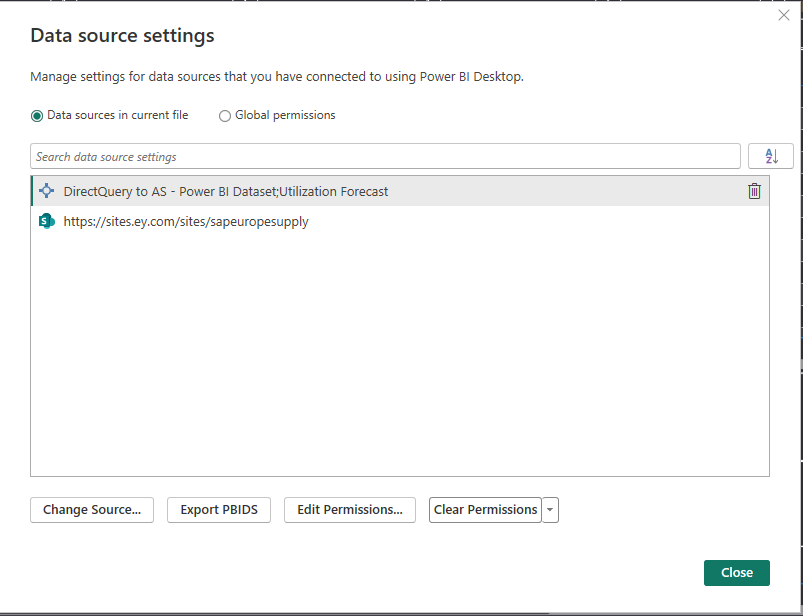 Data source settings
Manage settings for data sources that you have connected to using Power BI Desktop.
Data sources in current file Global permissions
Search data source settings
A Z
DirectQuery to AS - Power BI Dataset;Utilization Forecast
S
https://sites.ey.com/sites/sapeuropesupply
Change Source... Export PBIDS Edit Permissions... Clear Permissions
Close